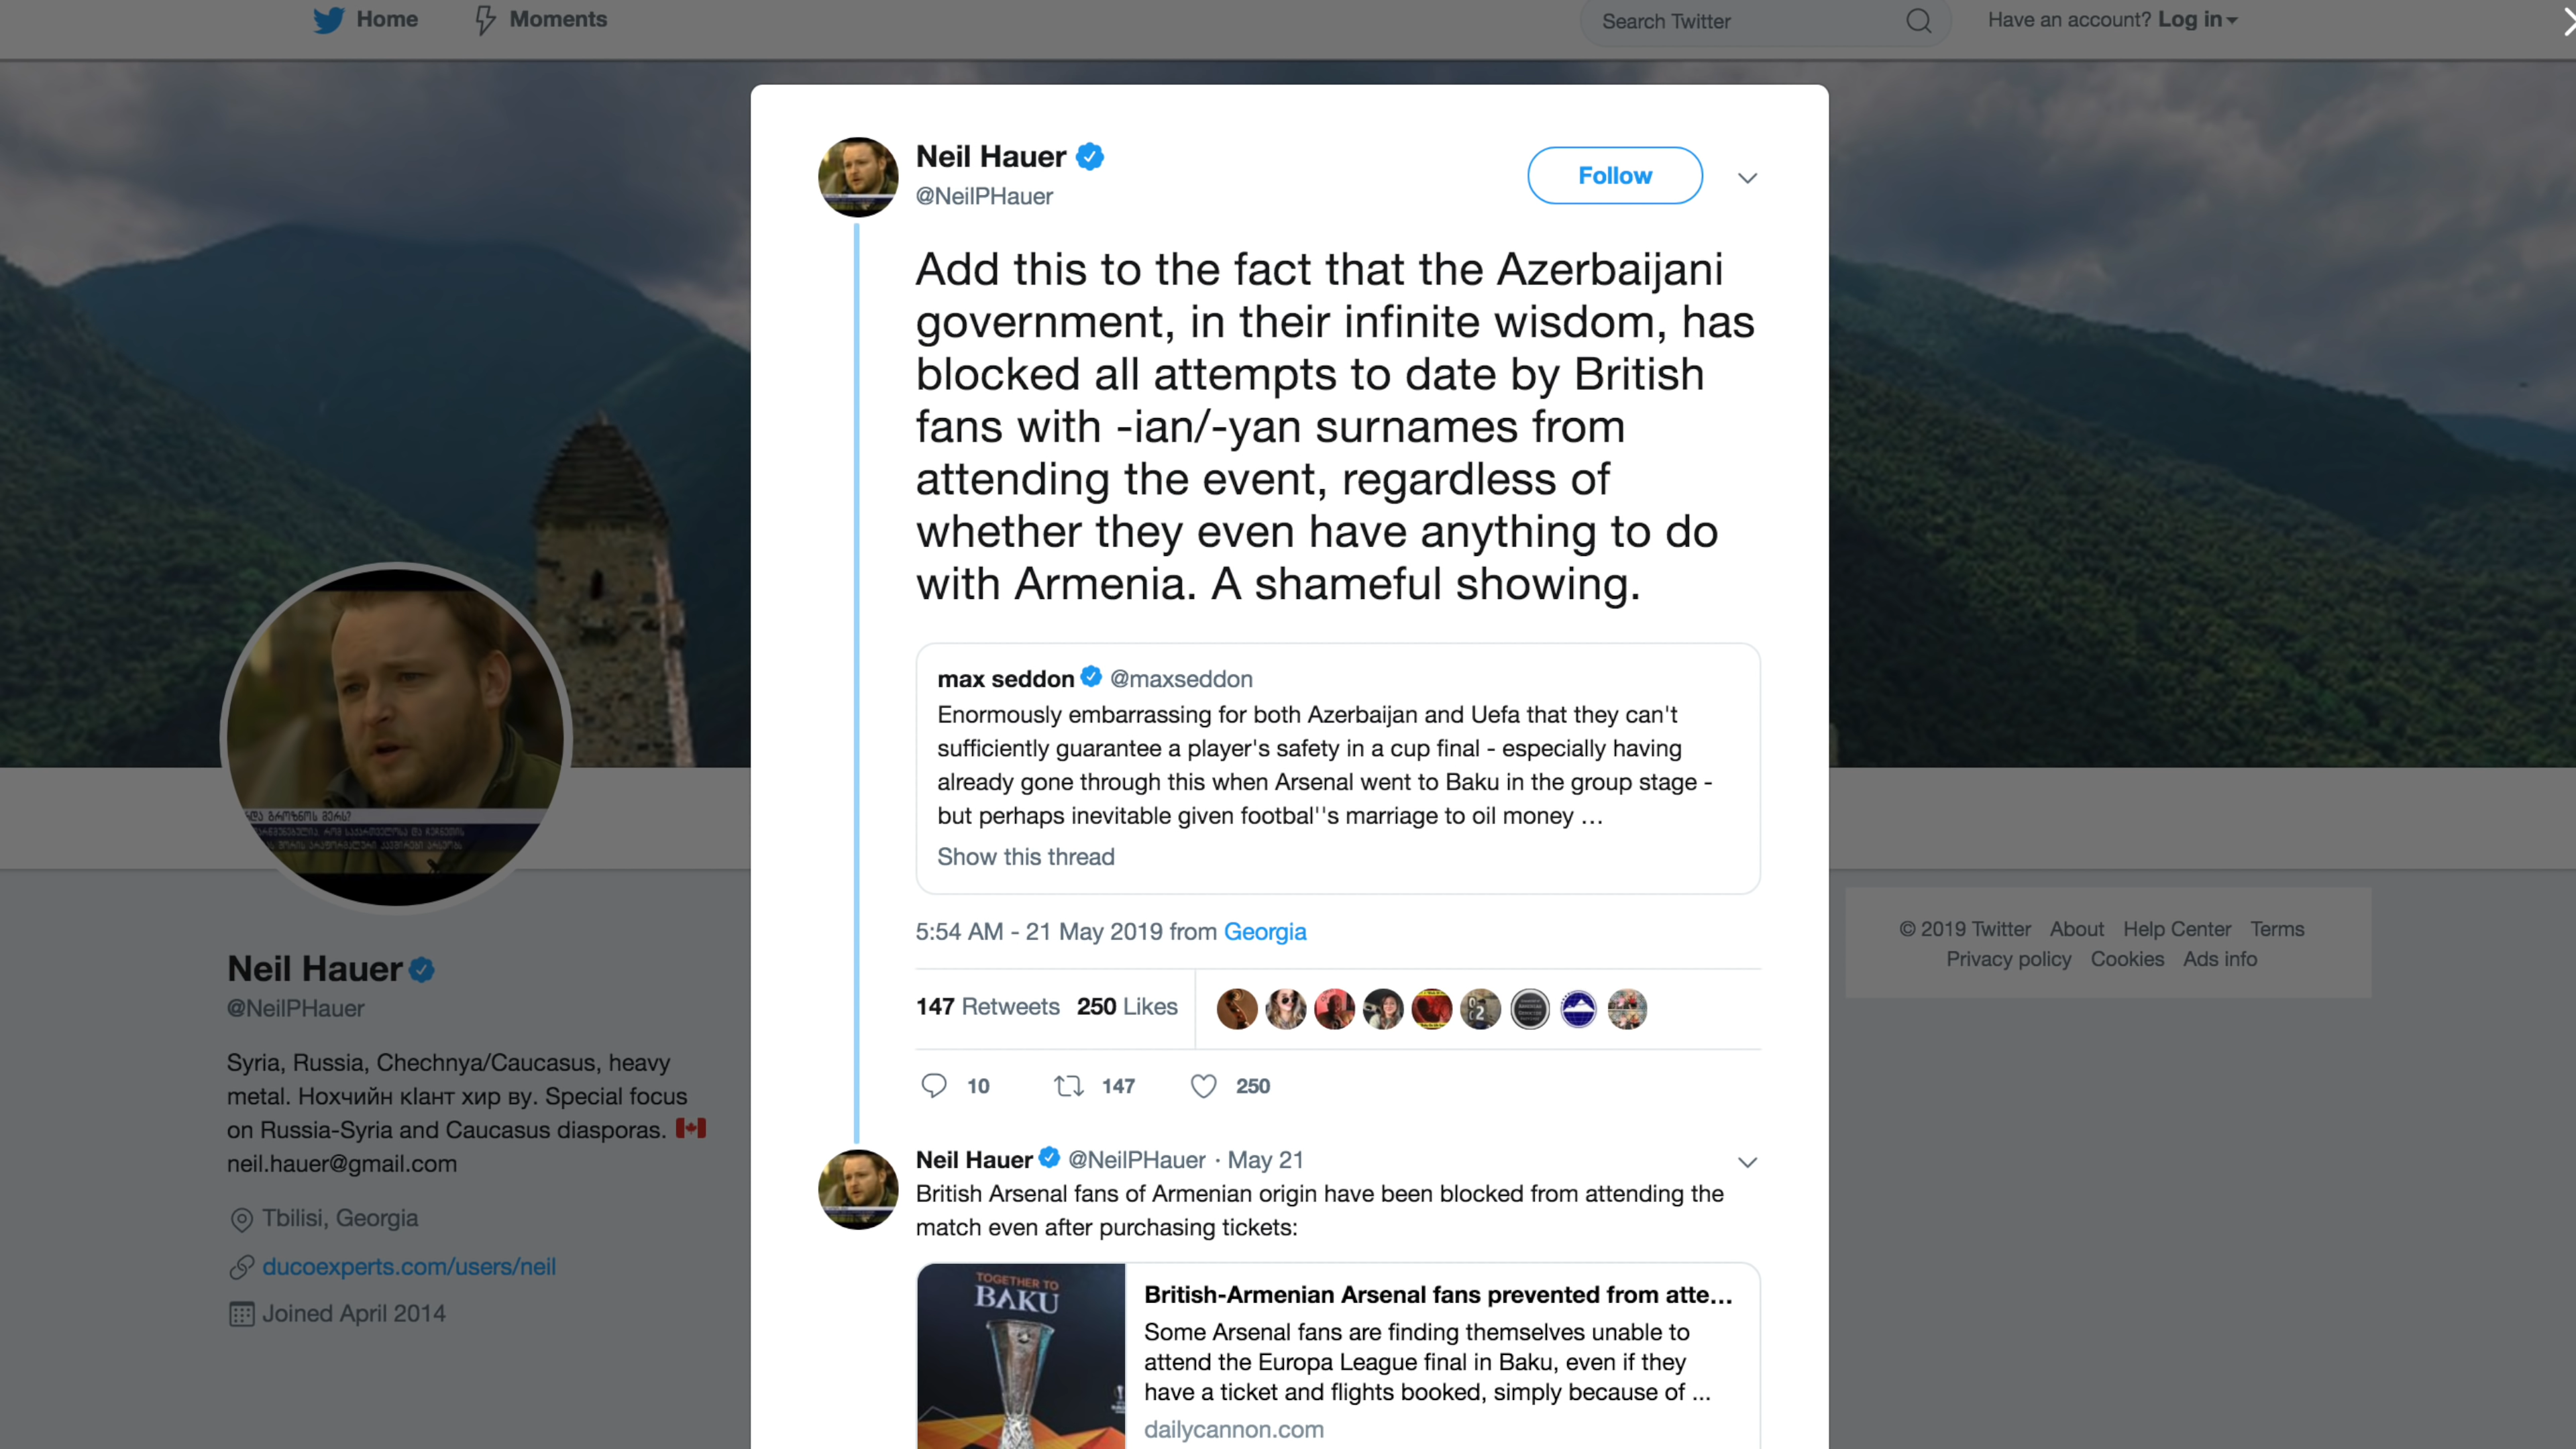 Home
Moments
Search Twitter
Have an account? Log in
Neil Hauer
@NeilPHauer
Follow
Add this to the fact that the Azerbaijani
government, in their infinite wisdom, has
blocked all attempts to date by British
fans with -ian/-yan surnames from
attending the event, regardless of
whether they even have anything to do
with Armenia. A shameful showing.
max seddon @maxseddon
Enormously embarrassing for both Azerbaijan and Uefa that they can't
sufficiently guarantee a player's safety in a cup final - especially having
already gone through this when Arsenal went to Baku in the group stage -
but perhaps inevitable given footbal''s marriage to oil money ...
Show this thread
5:54 AM - 21 May 2019 from Georgia
147 Retweets 250 Likes
10 147 250
Neil Hauer @NeilPHauer · May 21
British Arsenal fans of Armenian origin have been blocked from attending the
match even after purchasing tickets:
TOGETHER TO
BAKU
British-Armenian Arsenal fans prevented from atte...
Some Arsenal fans are finding themselves unable to
attend the Europa League final in Baku, even if they
have a ticket and flights booked, simply because of ...
dailycannon.com
Neil Hauer
@NeilPHauer
Syria, Russia, Chechnya/Caucasus, heavy
metal. Нохчийн кІант хир ву. Special focus
on Russia-Syria and Caucasus diasporas.
neil.hauer@gmail.com
Tbilisi, Georgia
ducoexperts.com/users/neil
Joined April 2014
© 2019 Twitter About Help Center Terms
Privacy policy Cookies Ads info